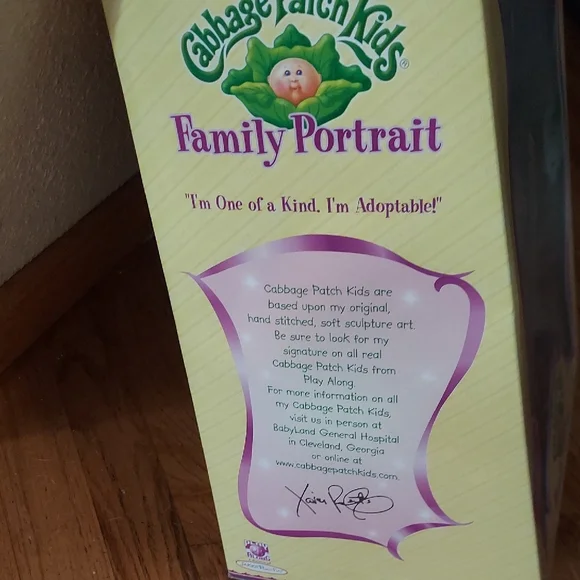 Cabbage Patch Kids®
Family Portrait
"I'm One of a Kind. I'm Adoptable!"
Cabbage Patch Kids are
based upon my original,
hand stitched, soft sculpture art.
Be sure to look for my
signature on all real
Cabbage Patch Kids from
Play Along.
For more information on all
my Cabbage Patch Kids,
visit us in person at
BabyLand General Hospital
in Cleveland, Georgia
or online at
www.cabbagepatchkids.com.